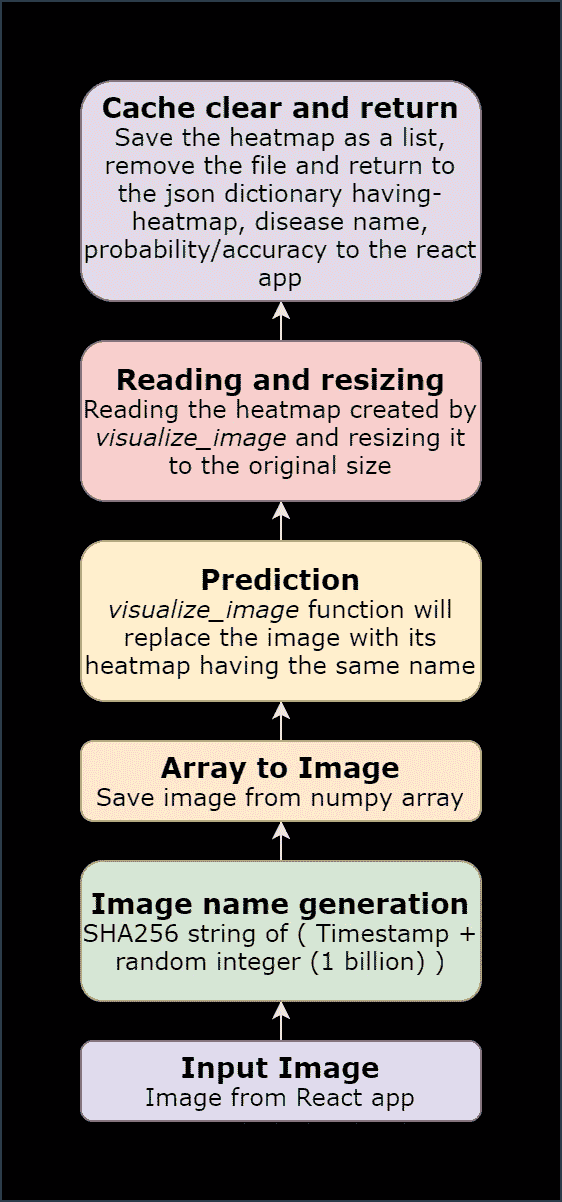 Cache clear and return
Save the heatmap as a list,
remove the file and return to
the json dictionary having-
heatmap, disease name,
probability/accuracy to the react
app
Reading and resizing
Reading the heatmap created by
visualize_image and resizing it
to the original size
Prediction
visualize_image function will
replace the image with its
heatmap having the same name
Array to Image
Save image from numpy array
Image name generation
SHA256 string of ( Timestamp +
random integer (1 billion) )
Input Image
Image from React app